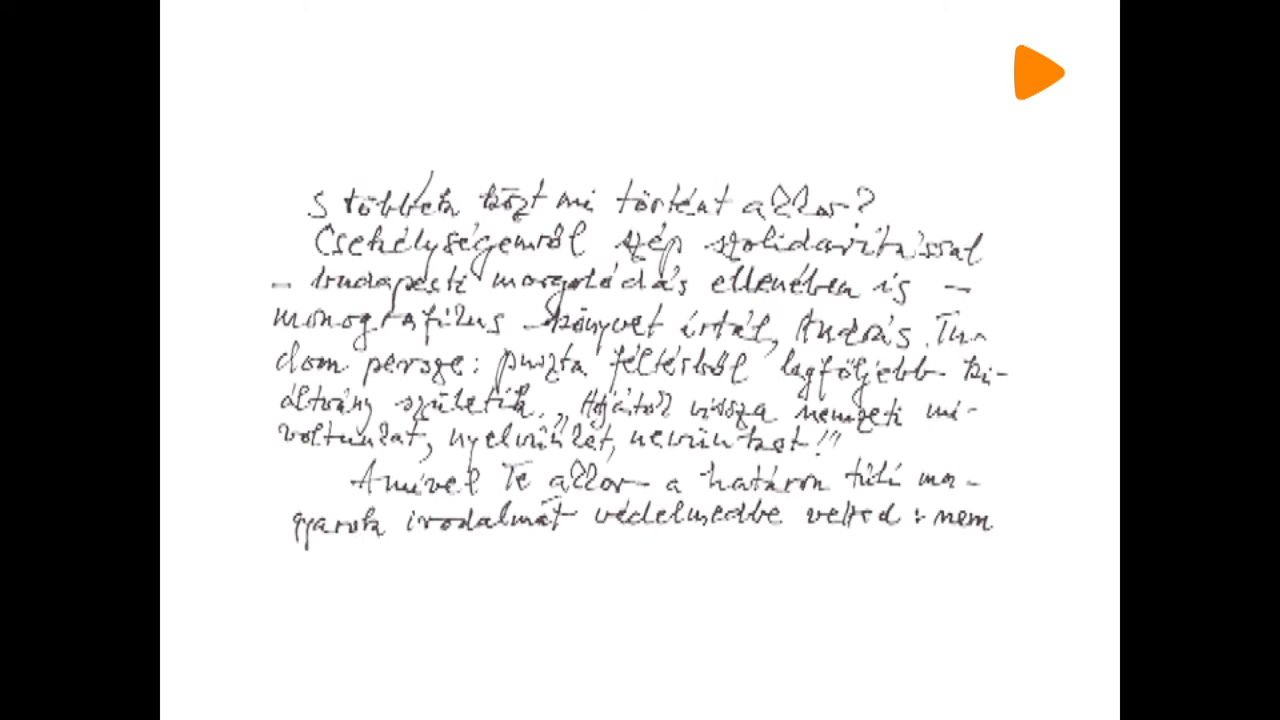 S többek közt mi történt akkor?
Csekélységemről szép szolidaritással
– budapesti morgolódás ellenében is –
monografikus könyvet írtál, András. Tu-
dom persze: puszta féltésből legföljebb ki-
áltvány születik. „Adjátok vissza nemzeti mi-
voltunkat, nyelvünket, nevünket!"
Amivel Te akkor a határon túli ma-
gyarok irodalmát védelmedbe vetted: nem